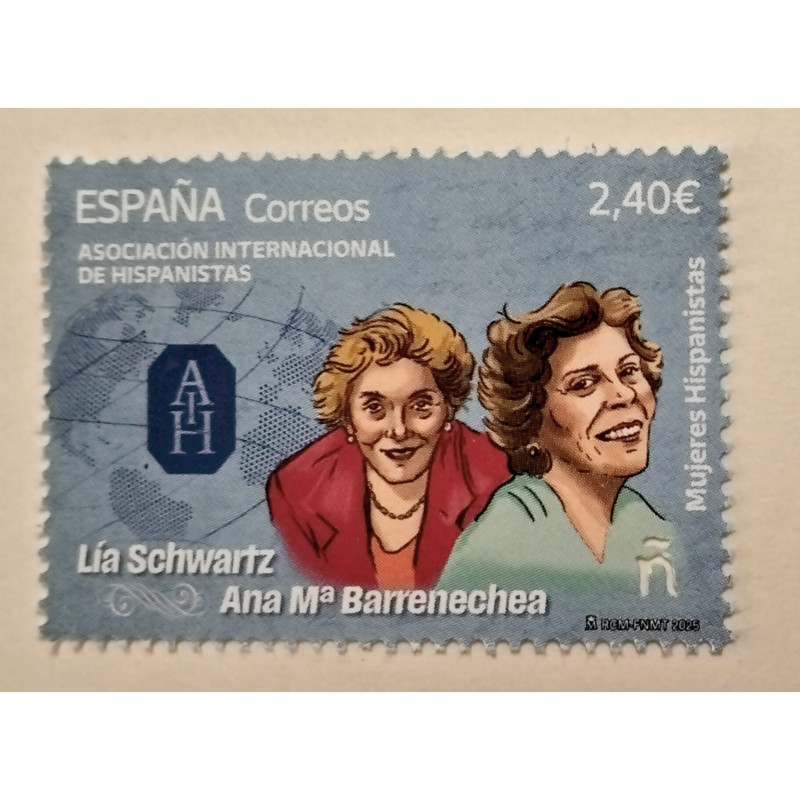 ESPAÑA Correos
2,40€
ASOCIACIÓN INTERNACIONAL
DE HISPANISTAS
Mujeres Hispanistas
AIH
Lía Schwartz
Ana Mª Barrenechea
ñ
RCM-FNMT 2025